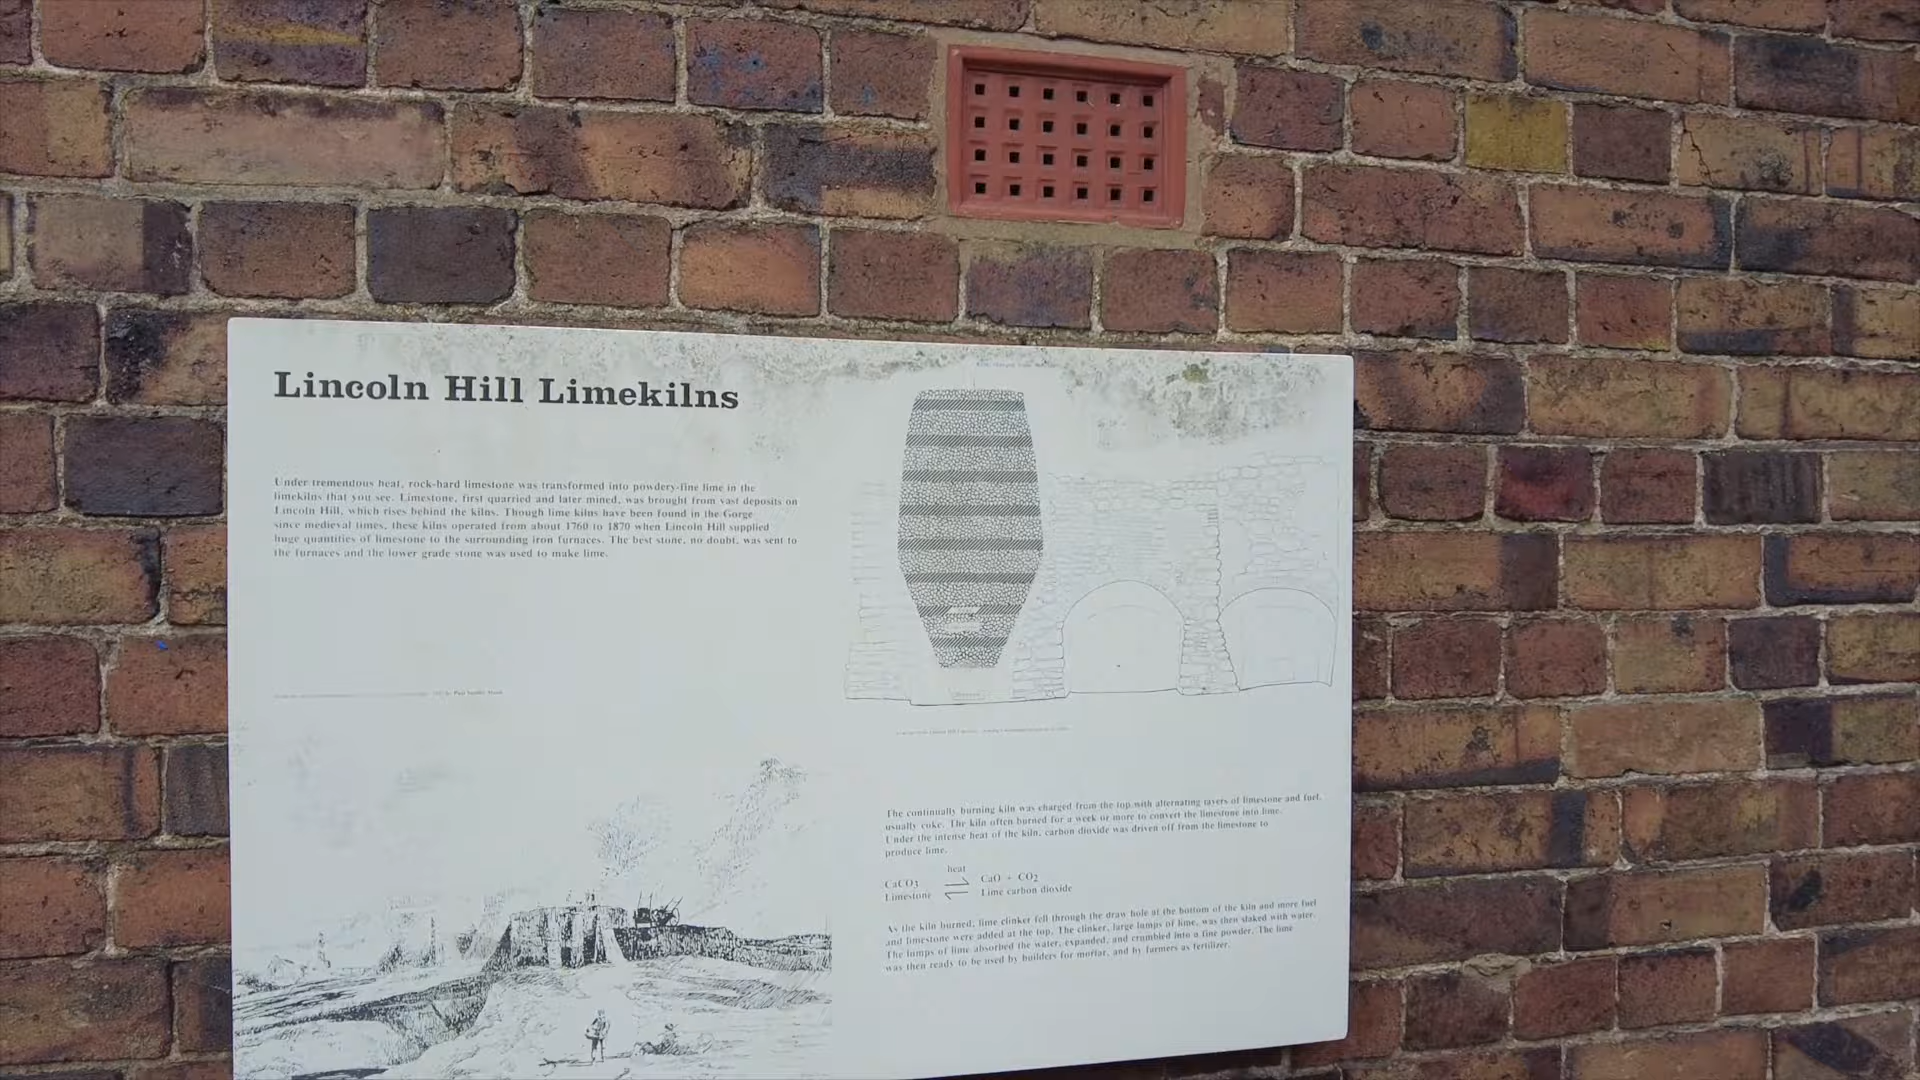 Lincoln Hill Limekilns
Under tremendous heat, rock-hard limestone was transformed into powdery-fine lime in the
limekilns that you see. Limestone, first quarried and later mined, was brought from vast deposits on
Lincoln Hill, which rises behind the kilns. Though lime kilns have been found in the Gorge
since medieval times, these kilns operated from about 1760 to 1870 when Lincoln Hill supplied
huge quantities of limestone to the surrounding iron furnaces. The best stone, no doubt, was sent to
the furnaces and the lower grade stone was used to make lime.
by Paul Sandby
The continually burning kiln was charged from the top with alternating layers of limestone and fuel,
usually coke. The kiln often burned for a week or more to convert the limestone into lime.
Under the intense heat of the kiln, carbon dioxide was driven off from the limestone to
produce lime.
heat
CaCO3 ⇌ CaO + CO2
Limestone Lime carbon dioxide
As the kiln burned, lime clinker fell through the draw hole at the bottom of the kiln and more fuel
and limestone were added at the top. The clinker, large lumps of lime, was then slaked with water.
The lumps of lime absorbed the water, expanded, and crumbled into a fine powder. The lime
was then ready to be used by builders for mortar, and by farmers as fertilizer.